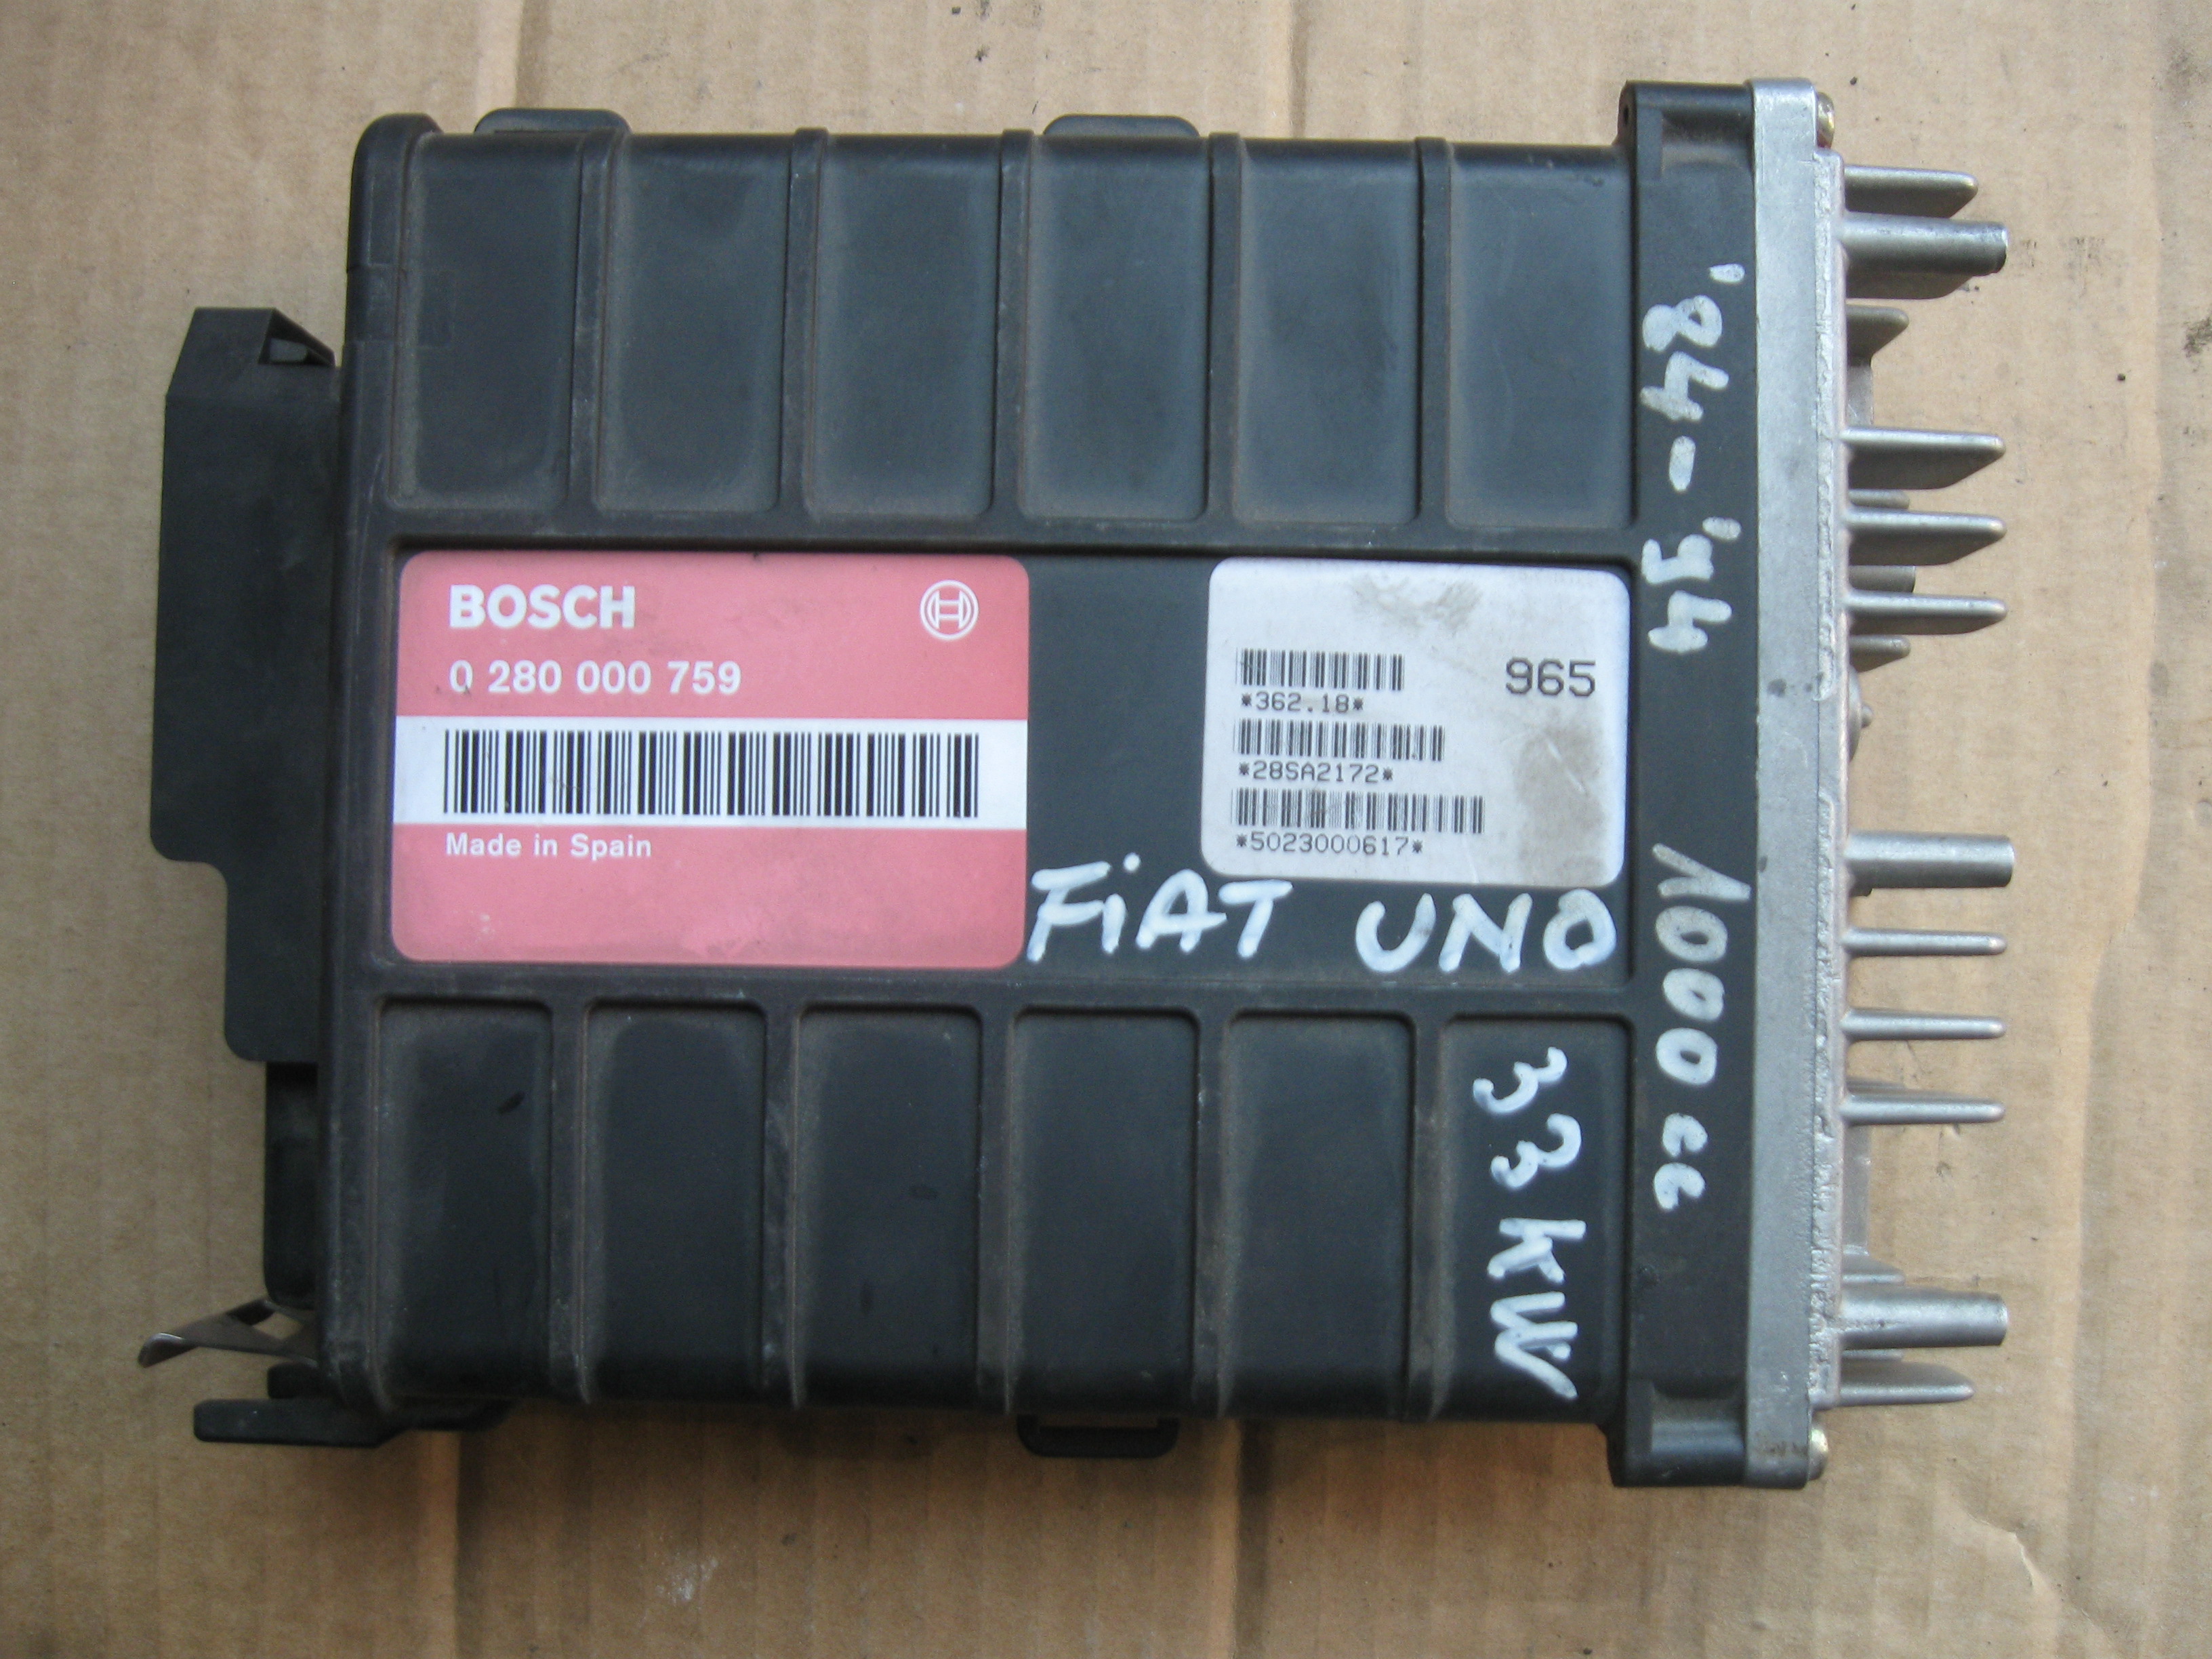 BOSCH
0 280 000 759
Made in Spain
965
*362.18*
*28SA2172*
*5023000617*
FiAT UNO
'84-'94
1000 cc
33 kW